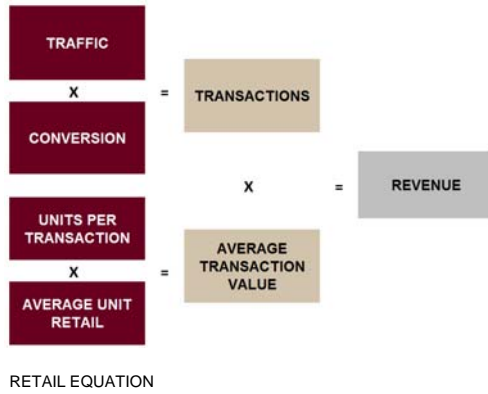 TRAFFIC
X
CONVERSION
=
TRANSACTIONS
X
=
REVENUE
UNITS PER
TRANSACTION
X
AVERAGE UNIT
RETAIL
=
AVERAGE
TRANSACTION
VALUE
RETAIL EQUATION